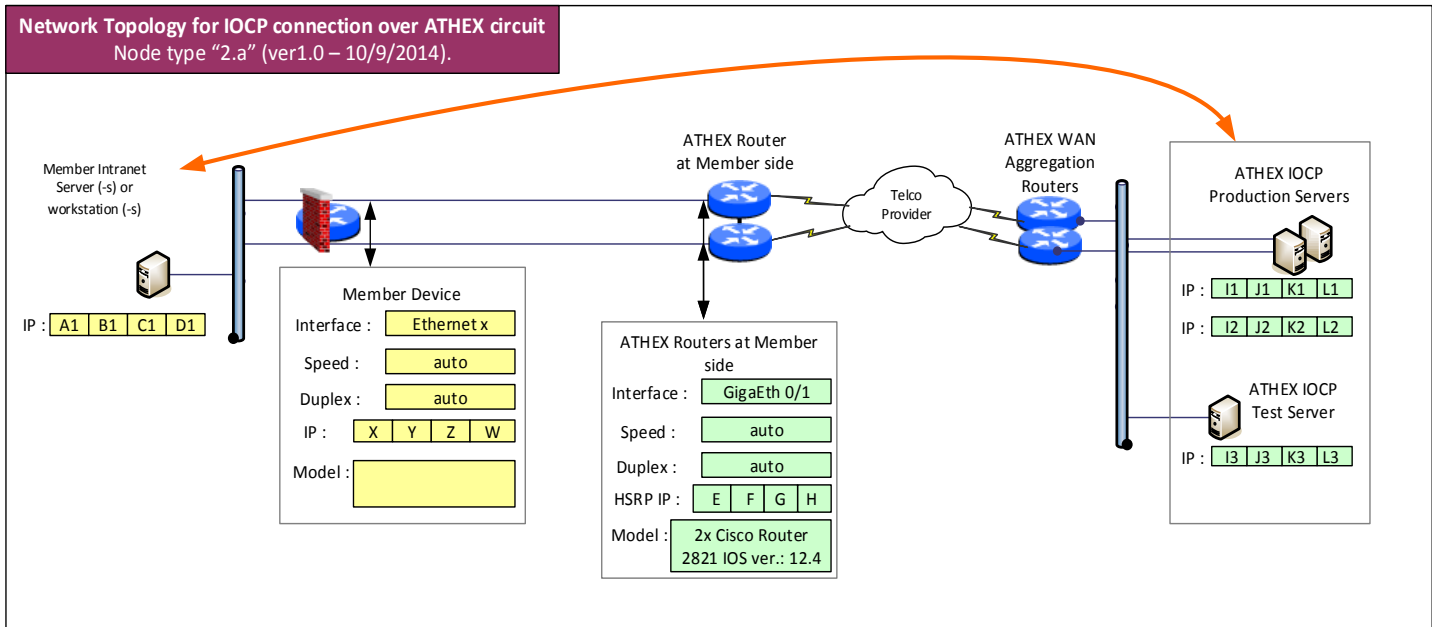 Network Topology for IOCP connection over ATHEX circuit
Node type “2.a” (ver1.0 – 10/9/2014).
Member Intranet
Server (-s) or
workstation (-s)
IP : A1 B1 C1 D1
Member Device
Interface : Ethernet x
Speed : auto
Duplex : auto
IP : X Y Z W
Model :
ATHEX Router
at Member side
ATHEX Routers at Member
side
Interface : GigaEth 0/1
Speed : auto
Duplex : auto
HSRP IP : E F G H
Model : 2x Cisco Router
2821 IOS ver.: 12.4
Telco
Provider
ATHEX WAN
Aggregation
Routers
ATHEX IOCP
Production Servers
IP : I1 J1 K1 L1
IP : I2 J2 K2 L2
ATHEX IOCP
Test Server
IP : I3 J3 K3 L3